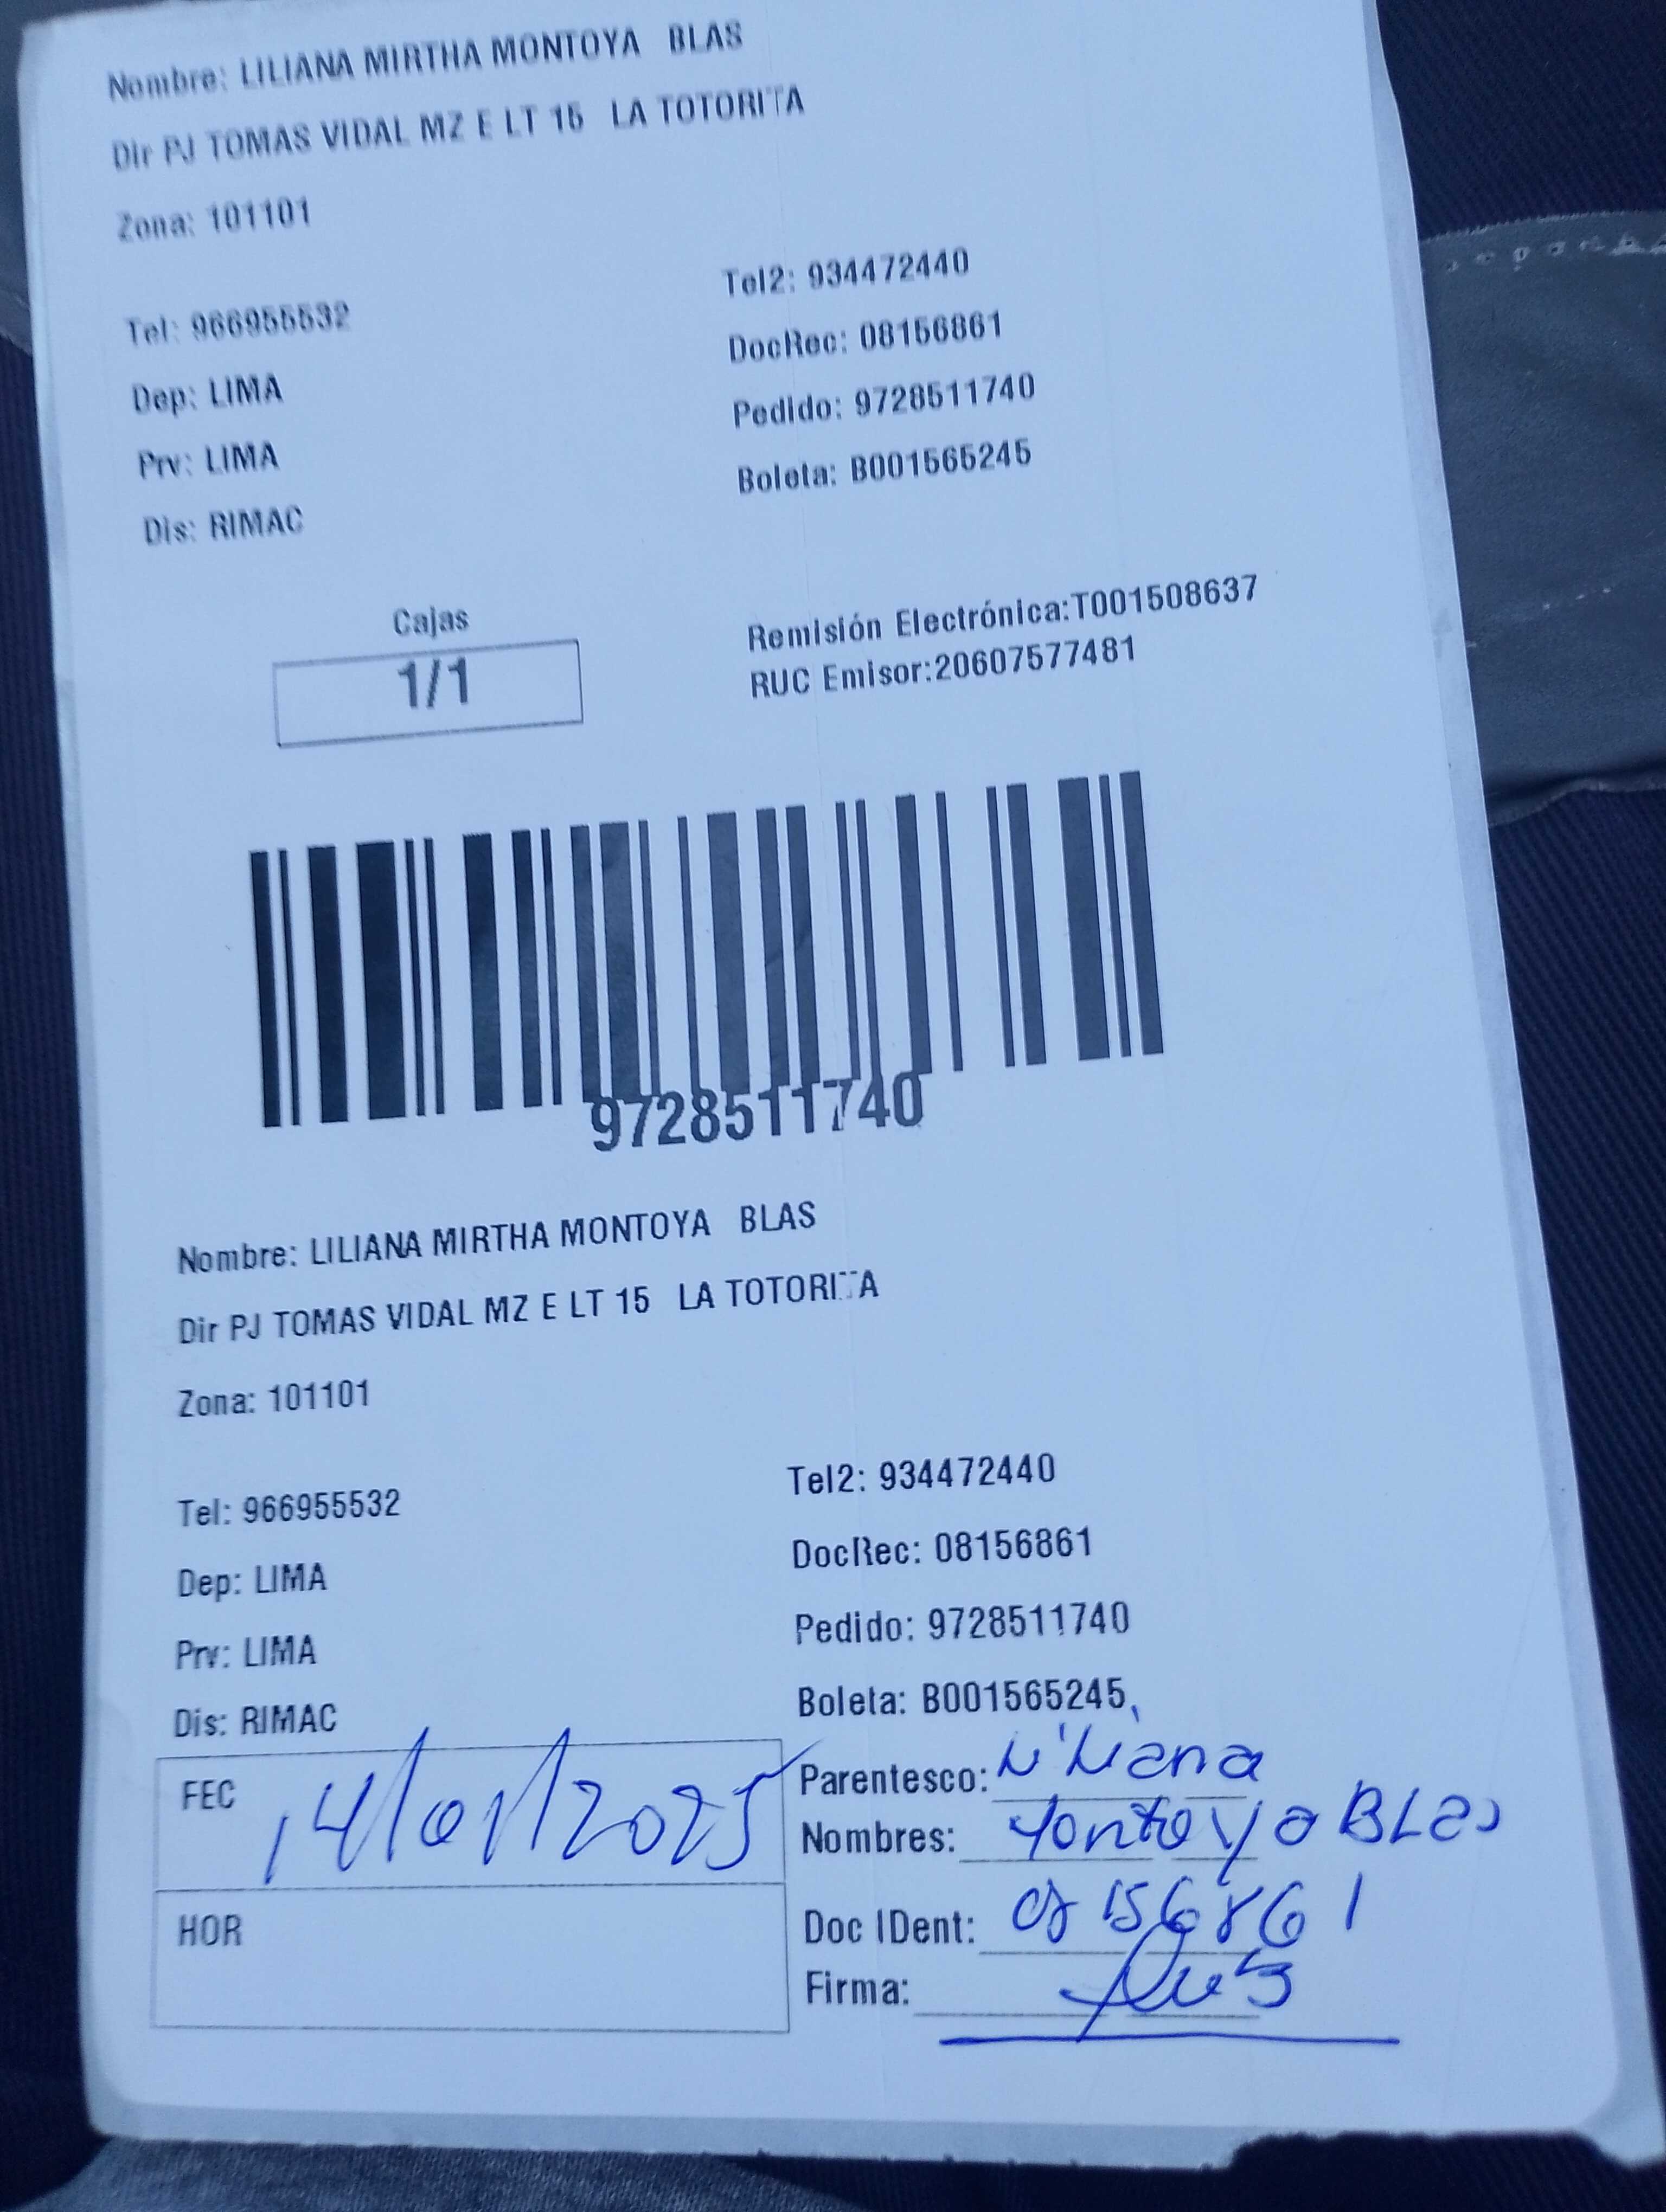 Nombre: LILIANA MIRTHA MONTOYA BLAS
Dir PJ TOMAS VIDAL MZ E LT 15 LA TOTORITA
Zona: 101101
Tel: 966955532 Tel2: 934472440
DocRec: 08156861
Dep: LIMA Pedido: 9728511740
Prv: LIMA Boleta: B001565245
Dis: RIMAC
Cajas
1/1
Remisión Electrónica:T001508637
RUC Emisor:20607577481
9728511740
Nombre: LILIANA MIRTHA MONTOYA BLAS
Dir PJ TOMAS VIDAL MZ E LT 15 LA TOTORITA
Zona: 101101
Tel: 966955532 Tel2: 934472440
DocRec: 08156861
Dep: LIMA Pedido: 9728511740
Prv: LIMA Boleta: B001565245
Dis: RIMAC
FEC 14/01/2025
HOR
Parentesco: Liliana
Nombres: Montoya BLas
Doc IDent: 08156861
Firma: